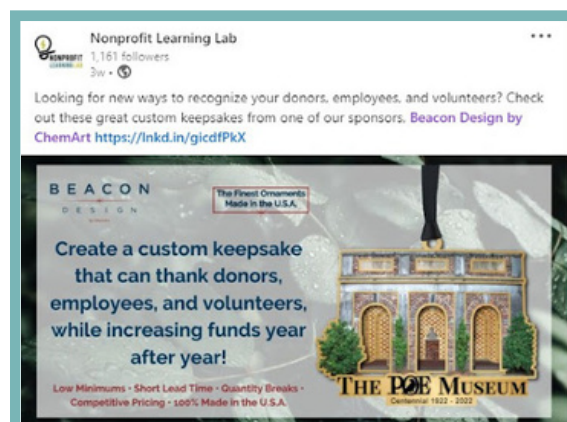 Nonprofit Learning Lab
NONPROFIT
LEARNING LAB
1,161 followers
3w •
Looking for new ways to recognize your donors, employees, and volunteers? Check
out these great custom keepsakes from one of our sponsors, Beacon Design by
ChemArt https://lnkd.in/gicdfPkX
BEACON
DESIGN
The Finest Ornaments
Made in the U.S.A.
Create a custom keepsake
that can thank donors,
employees, and volunteers,
while increasing funds year
after year!
Low Minimums • Short Lead Time • Quantity Breaks •
Competitive Pricing • 100% Made in the U.S.A.
THE POE MUSEUM
Centennial 1922 - 2022